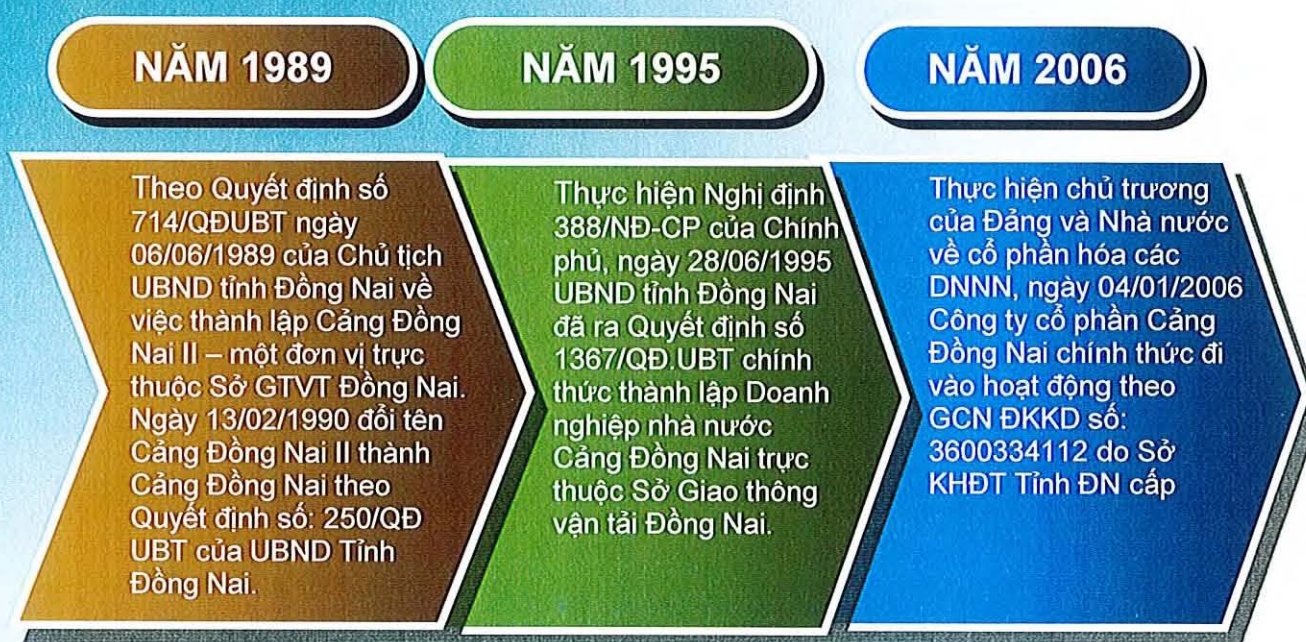 NĂM 1989
Theo Quyết định số
714/QĐUBT ngày
06/06/1989 của Chủ tịch
UBND tỉnh Đồng Nai về
việc thành lập Cảng Đồng
Nai II – một đơn vị trực
thuộc Sở GTVT Đồng Nai.
Ngày 13/02/1990 đổi tên
Cảng Đồng Nai II thành
Cảng Đồng Nai theo
Quyết định số: 250/QĐ
UBT của UBND Tỉnh
Đồng Nai.
NĂM 1995
Thực hiện Nghị định
388/NĐ-CP của Chính
phủ, ngày 28/06/1995
UBND tỉnh Đồng Nai
đã ra Quyết định số
1367/QĐ.UBT chính
thức thành lập Doanh
nghiệp nhà nước
Cảng Đồng Nai trực
thuộc Sở Giao thông
vận tải Đồng Nai.
NĂM 2006
Thực hiện chủ trương
của Đảng và Nhà nước
về cổ phần hóa các
DNNN, ngày 04/01/2006
Công ty cổ phần Cảng
Đồng Nai chính thức đi
vào hoạt động theo
GCN ĐKKD số:
3600334112 do Sở
KHĐT Tỉnh ĐN cấp